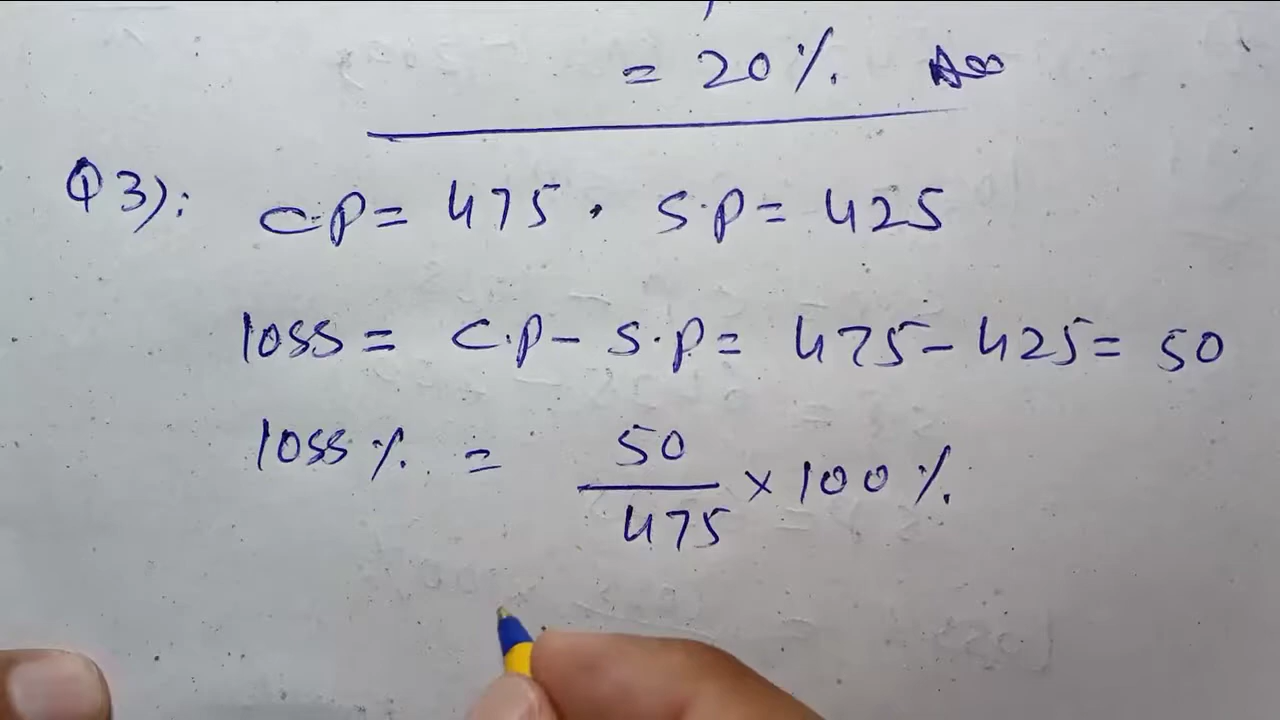 = 20%. Ans
Q3): C.P = 475. S.P = 425
loss = C.P - S.P = 475 - 425 = 50
loss% = 50/475 × 100%